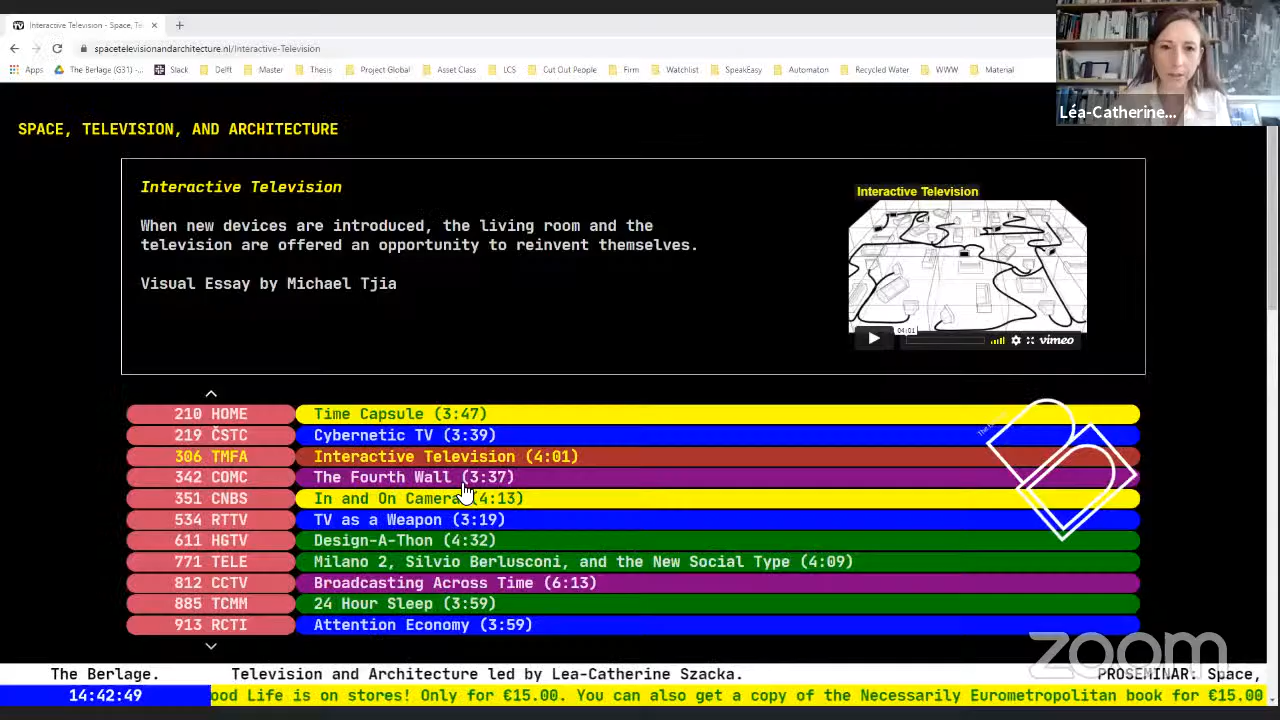 Interactive Television - Space, Te
spacetelevisionandarchitecture.nl/Interactive-Television
Apps
The Berlage (G31) -...
Slack
Delft
Master
Thesis
Project Global
Asset Class
LCS
Cut Out People
Firm
Watchlist
SpeakEasy
Automaton
Recycled Water
WWW
Material
Léa-Catherine...
SPACE, TELEVISION, AND ARCHITECTURE
Interactive Television
When new devices are introduced, the living room and the
television are offered an opportunity to reinvent themselves.
Visual Essay by Michael Tjia
Interactive Television
04:01
vimeo
210 HOME Time Capsule (3:47)
219 ČSTC Cybernetic TV (3:39)
306 TMFA Interactive Television (4:01)
342 COMC The Fourth Wall (3:37)
351 CNBS In and On Camera (4:13)
534 RTTV TV as a Weapon (3:19)
611 HGTV Design-A-Thon (4:32)
771 TELE Milano 2, Silvio Berlusconi, and the New Social Type (4:09)
812 CCTV Broadcasting Across Time (6:13)
885 TCMM 24 Hour Sleep (3:59)
913 RCTI Attention Economy (3:59)
zoom
The Berlage. Television and Architecture led by Lea-Catherine Szacka. PROSEMINAR: Space,
14:42:49 ood Life is on stores! Only for €15.00. You can also get a copy of the Necessarily Eurometropolitan book for €15.00